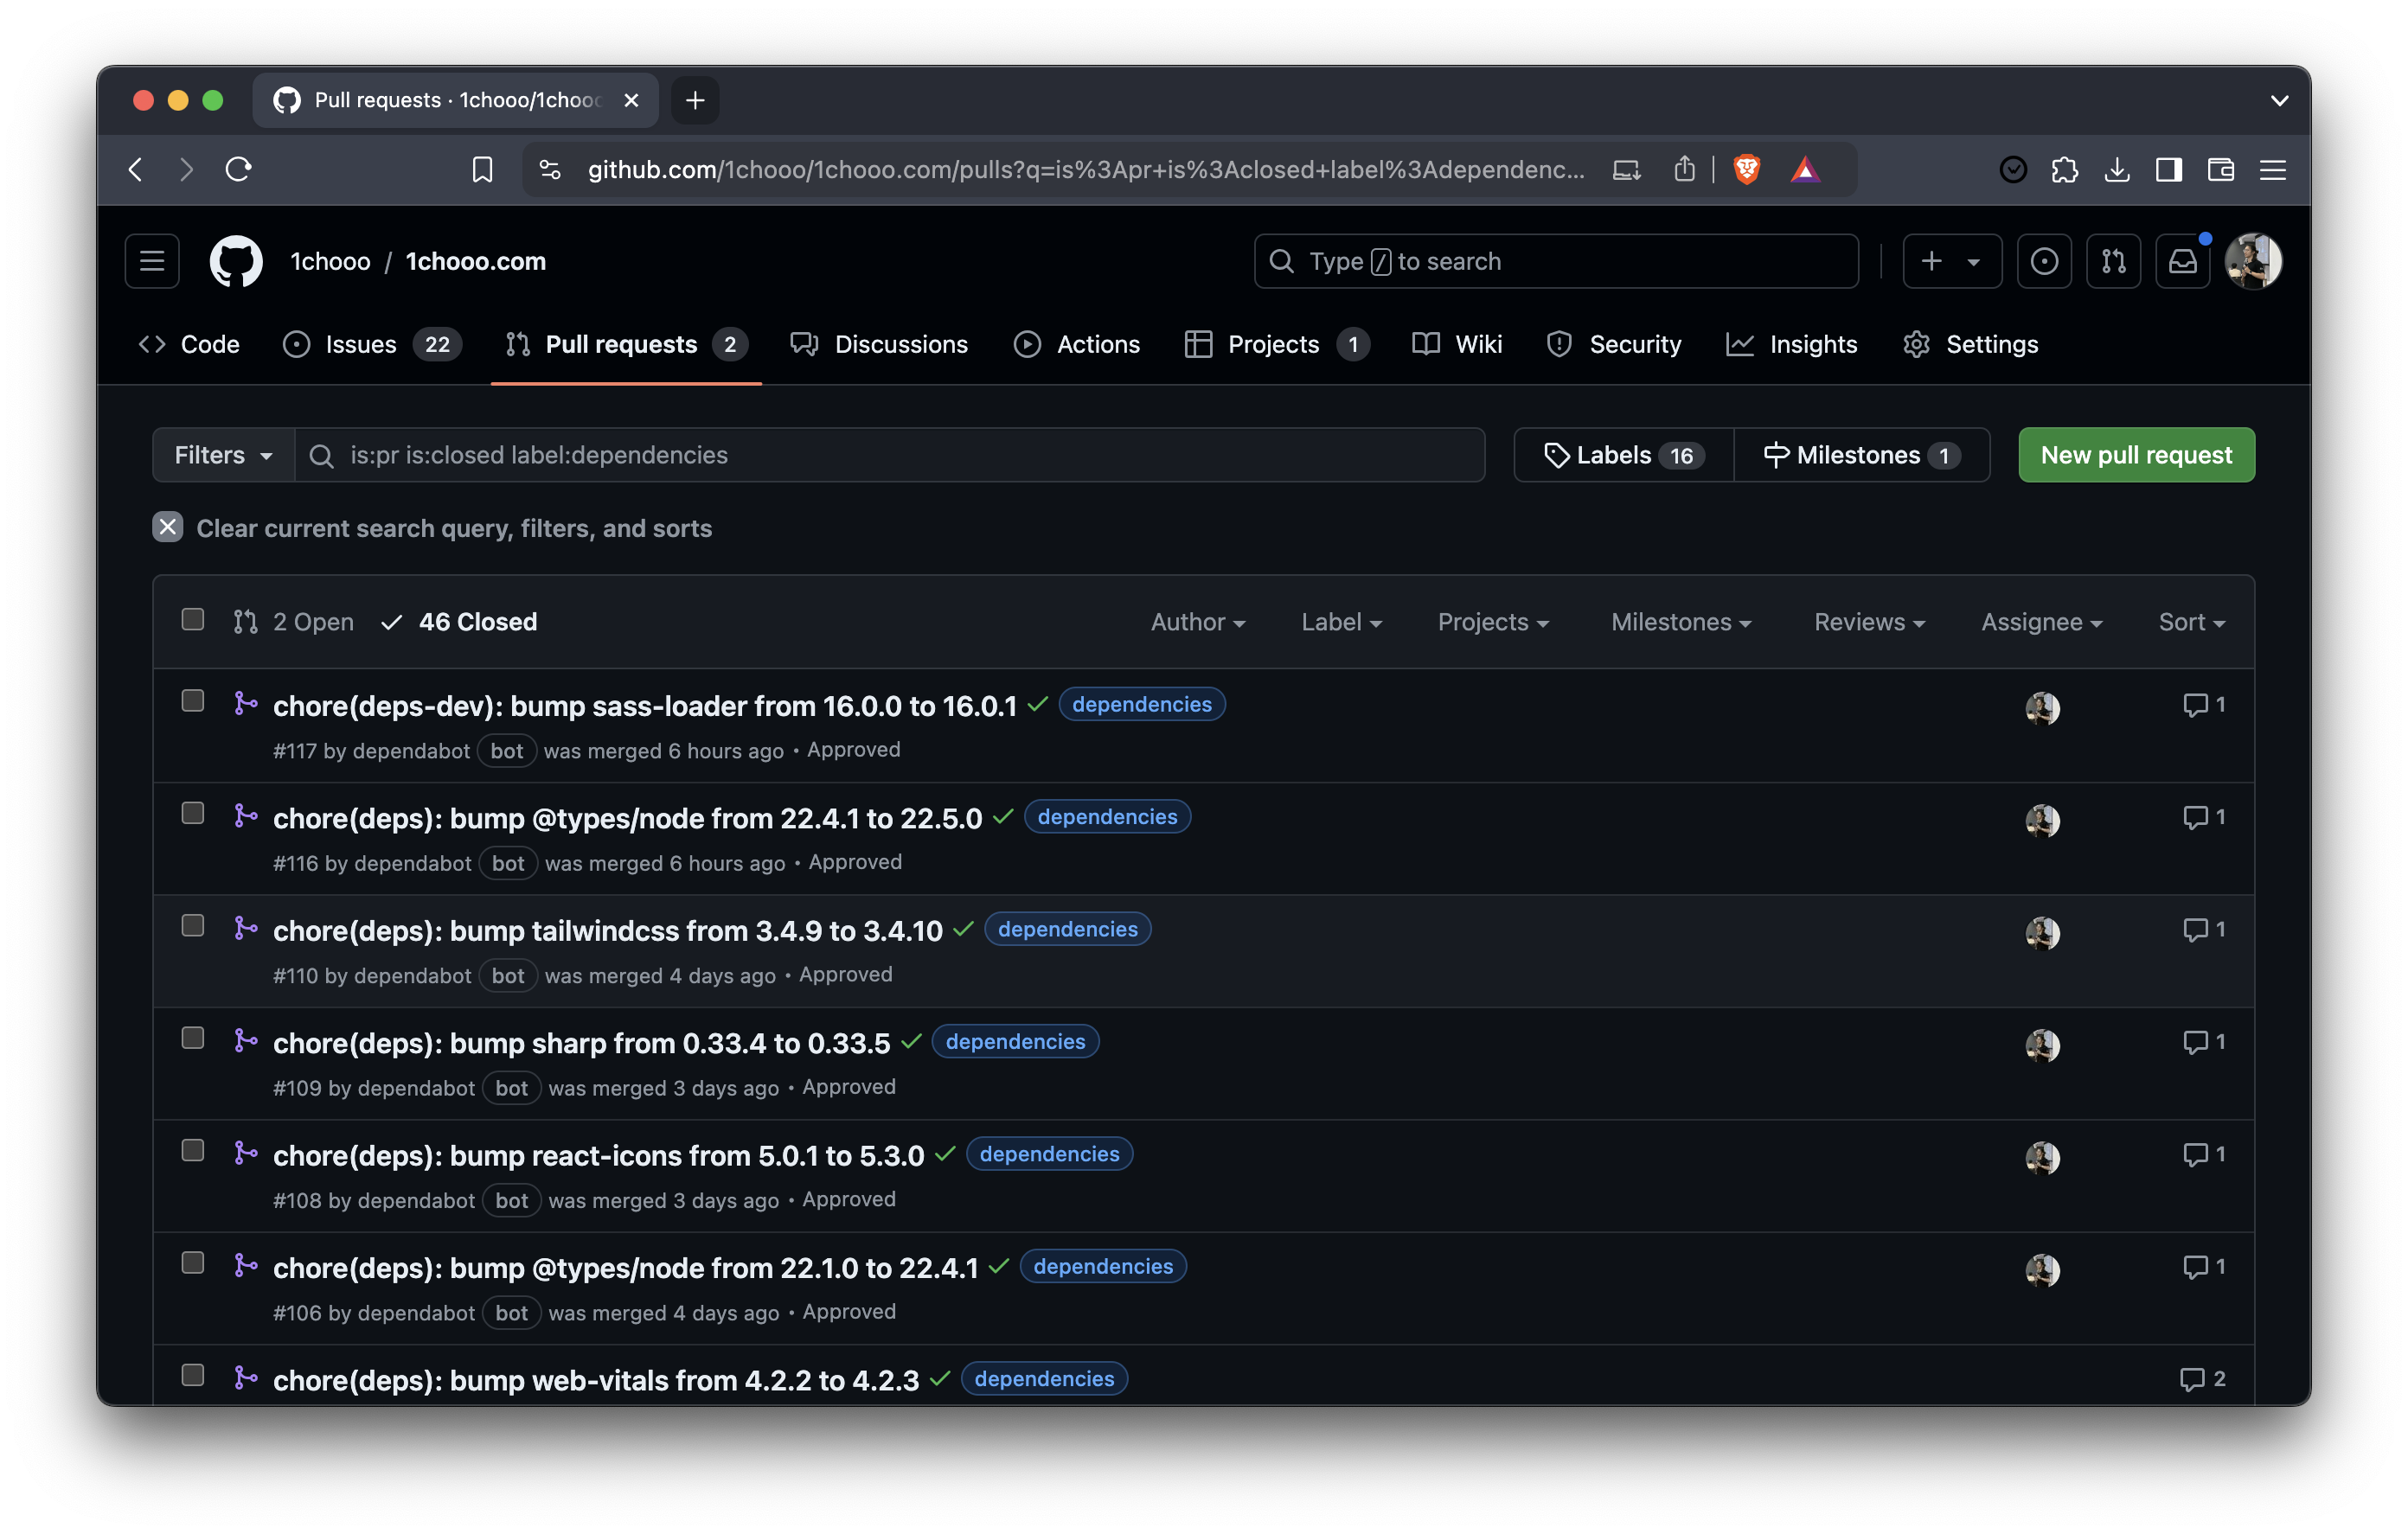 Pull requests · 1chooo/1chooo
github.com/1chooo/1chooo.com/pulls?q=is%3Apr+is%3Aclosed+label%3Adependenc...
1chooo / 1chooo.com
Type / to search
Code Issues 22 Pull requests 2 Discussions Actions Projects 1 Wiki Security Insights Settings
Filters is:pr is:closed label:dependencies Labels 16 Milestones 1 New pull request
Clear current search query, filters, and sorts
2 Open 46 Closed Author Label Projects Milestones Reviews Assignee Sort
chore(deps-dev): bump sass-loader from 16.0.0 to 16.0.1 dependencies 1
#117 by dependabot bot was merged 6 hours ago • Approved
chore(deps): bump @types/node from 22.4.1 to 22.5.0 dependencies 1
#116 by dependabot bot was merged 6 hours ago • Approved
chore(deps): bump tailwindcss from 3.4.9 to 3.4.10 dependencies 1
#110 by dependabot bot was merged 4 days ago • Approved
chore(deps): bump sharp from 0.33.4 to 0.33.5 dependencies 1
#109 by dependabot bot was merged 3 days ago • Approved
chore(deps): bump react-icons from 5.0.1 to 5.3.0 dependencies 1
#108 by dependabot bot was merged 3 days ago • Approved
chore(deps): bump @types/node from 22.1.0 to 22.4.1 dependencies 1
#106 by dependabot bot was merged 4 days ago • Approved
chore(deps): bump web-vitals from 4.2.2 to 4.2.3 dependencies 2